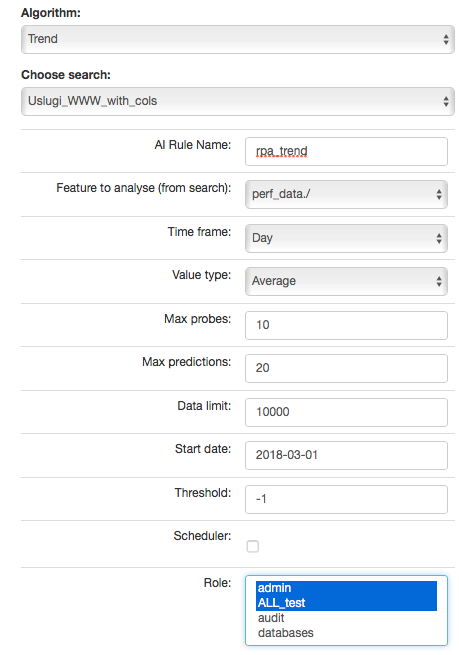 Algorithm:
Trend
Choose search:
Uslugi_WWW_with_cols
AI Rule Name: rpa_trend
Feature to analyse (from search): perf_data./
Time frame: Day
Value type: Average
Max probes: 10
Max predictions: 20
Data limit: 10000
Start date: 2018-03-01
Threshold: -1
Scheduler:
Role: admin
ALL_test
audit
databases